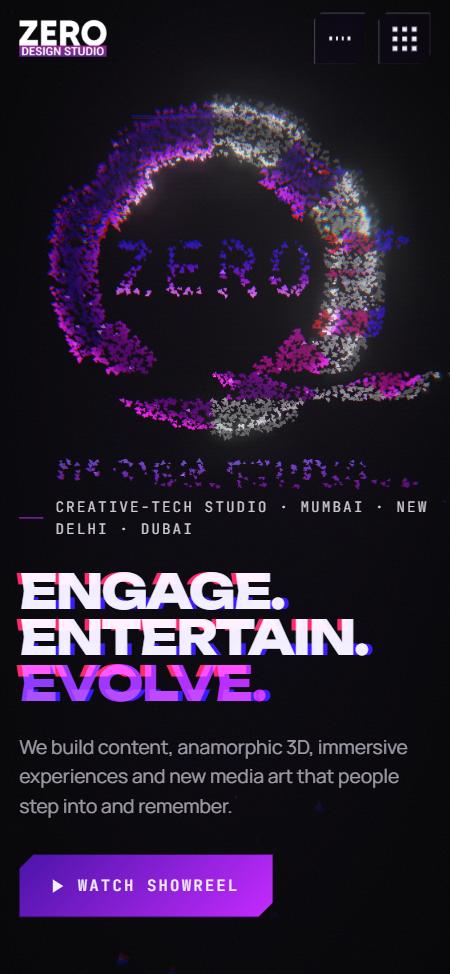 ZERO
DESIGN STUDIO
ZERO
CREATIVE-TECH STUDIO · MUMBAI · NEW
DELHI · DUBAI
ENGAGE.
ENTERTAIN.
EVOLVE.
We build content, anamorphic 3D, immersive
experiences and new media art that people
step into and remember.
WATCH SHOWREEL